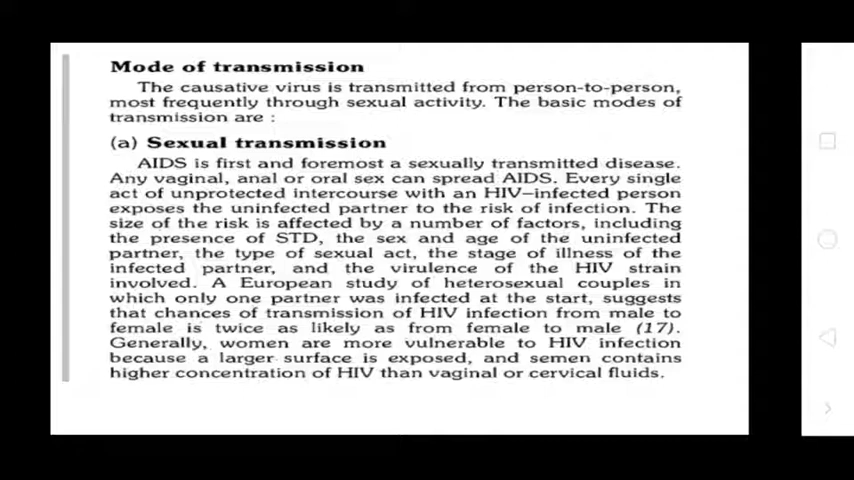 Mode of transmission
The causative virus is transmitted from person-to-person,
most frequently through sexual activity. The basic modes of
transmission are :
(a) Sexual transmission
AIDS is first and foremost a sexually transmitted disease.
Any vaginal, anal or oral sex can spread AIDS. Every single
act of unprotected intercourse with an HIV-infected person
exposes the uninfected partner to the risk of infection. The
size of the risk is affected by a number of factors, including
the presence of STD, the sex and age of the uninfected
partner, the type of sexual act, the stage of illness of the
infected partner, and the virulence of the HIV strain
involved. A European study of heterosexual couples in
which only one partner was infected at the start, suggests
that chances of transmission of HIV infection from male to
female is twice as likely as from female to male (17).
Generally, women are more vulnerable to HIV infection
because a larger surface is exposed, and semen contains
higher concentration of HIV than vaginal or cervical fluids.